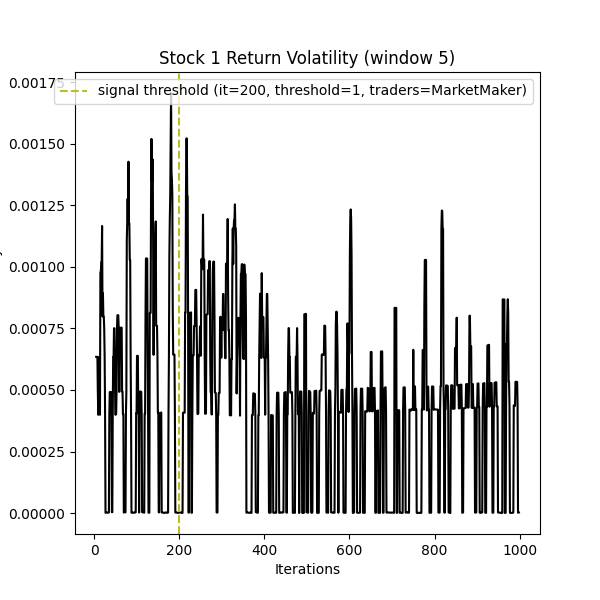 Stock 1 Return Volatility (window 5)
signal threshold (it=200, threshold=1, traders=MarketMaker)
0.00175
0.00150
0.00125
0.00100
0.00075
0.00050
0.00025
0.00000
0 200 400 600 800 1000
Iterations